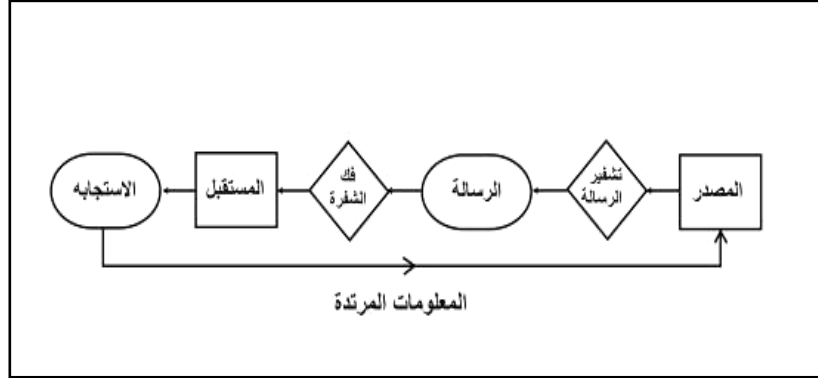 المصدر
تشفير
الرسالة
الرسالة
فك
الشفرة
المستقبل
الاستجابه
المعلومات المرتدة